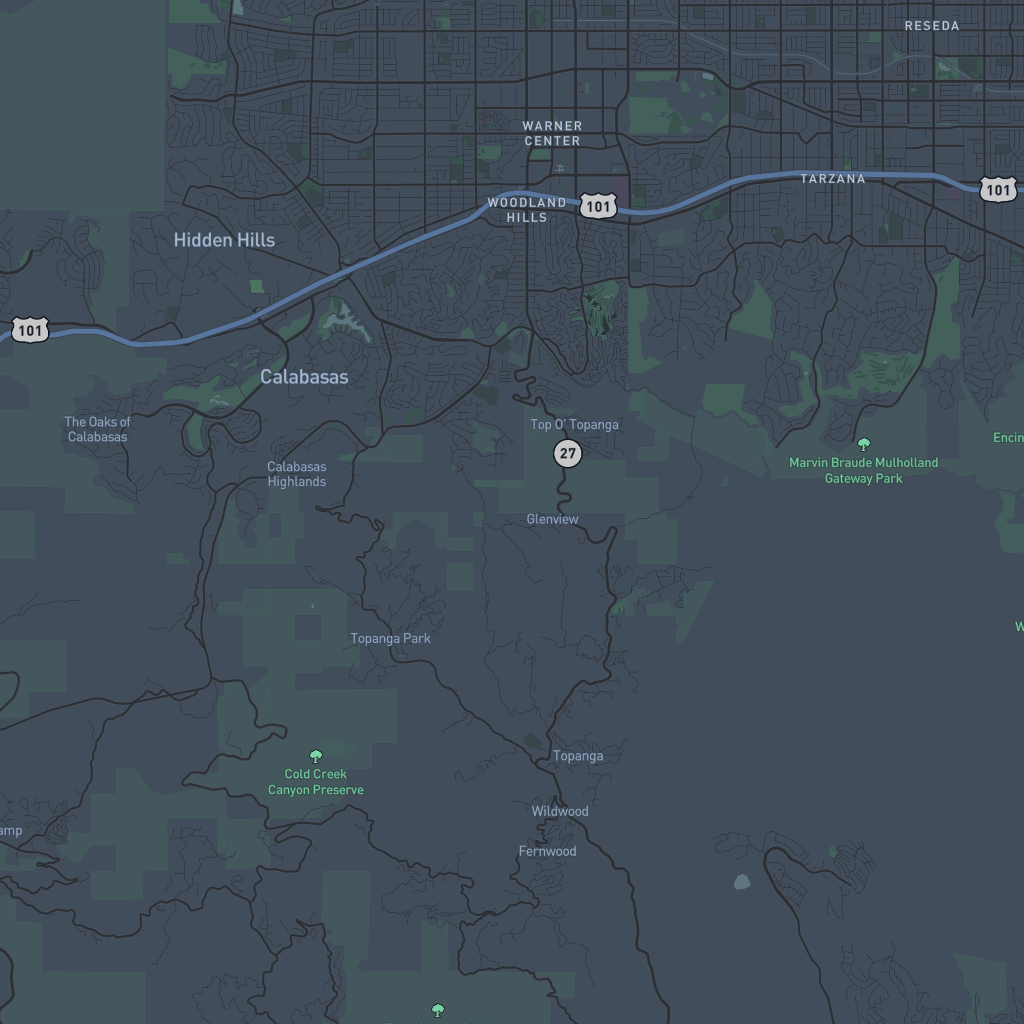 RESEDA
WARNER
CENTER
TARZANA
101
WOODLAND
HILLS
101
Hidden Hills
101
Calabasas
The Oaks of
Calabasas
Top O' Topanga
27
Marvin Braude Mulholland
Gateway Park
Encin
Calabasas
Highlands
Glenview
W
Topanga Park
Topanga
Cold Creek
Canyon Preserve
Wildwood
amp
Fernwood